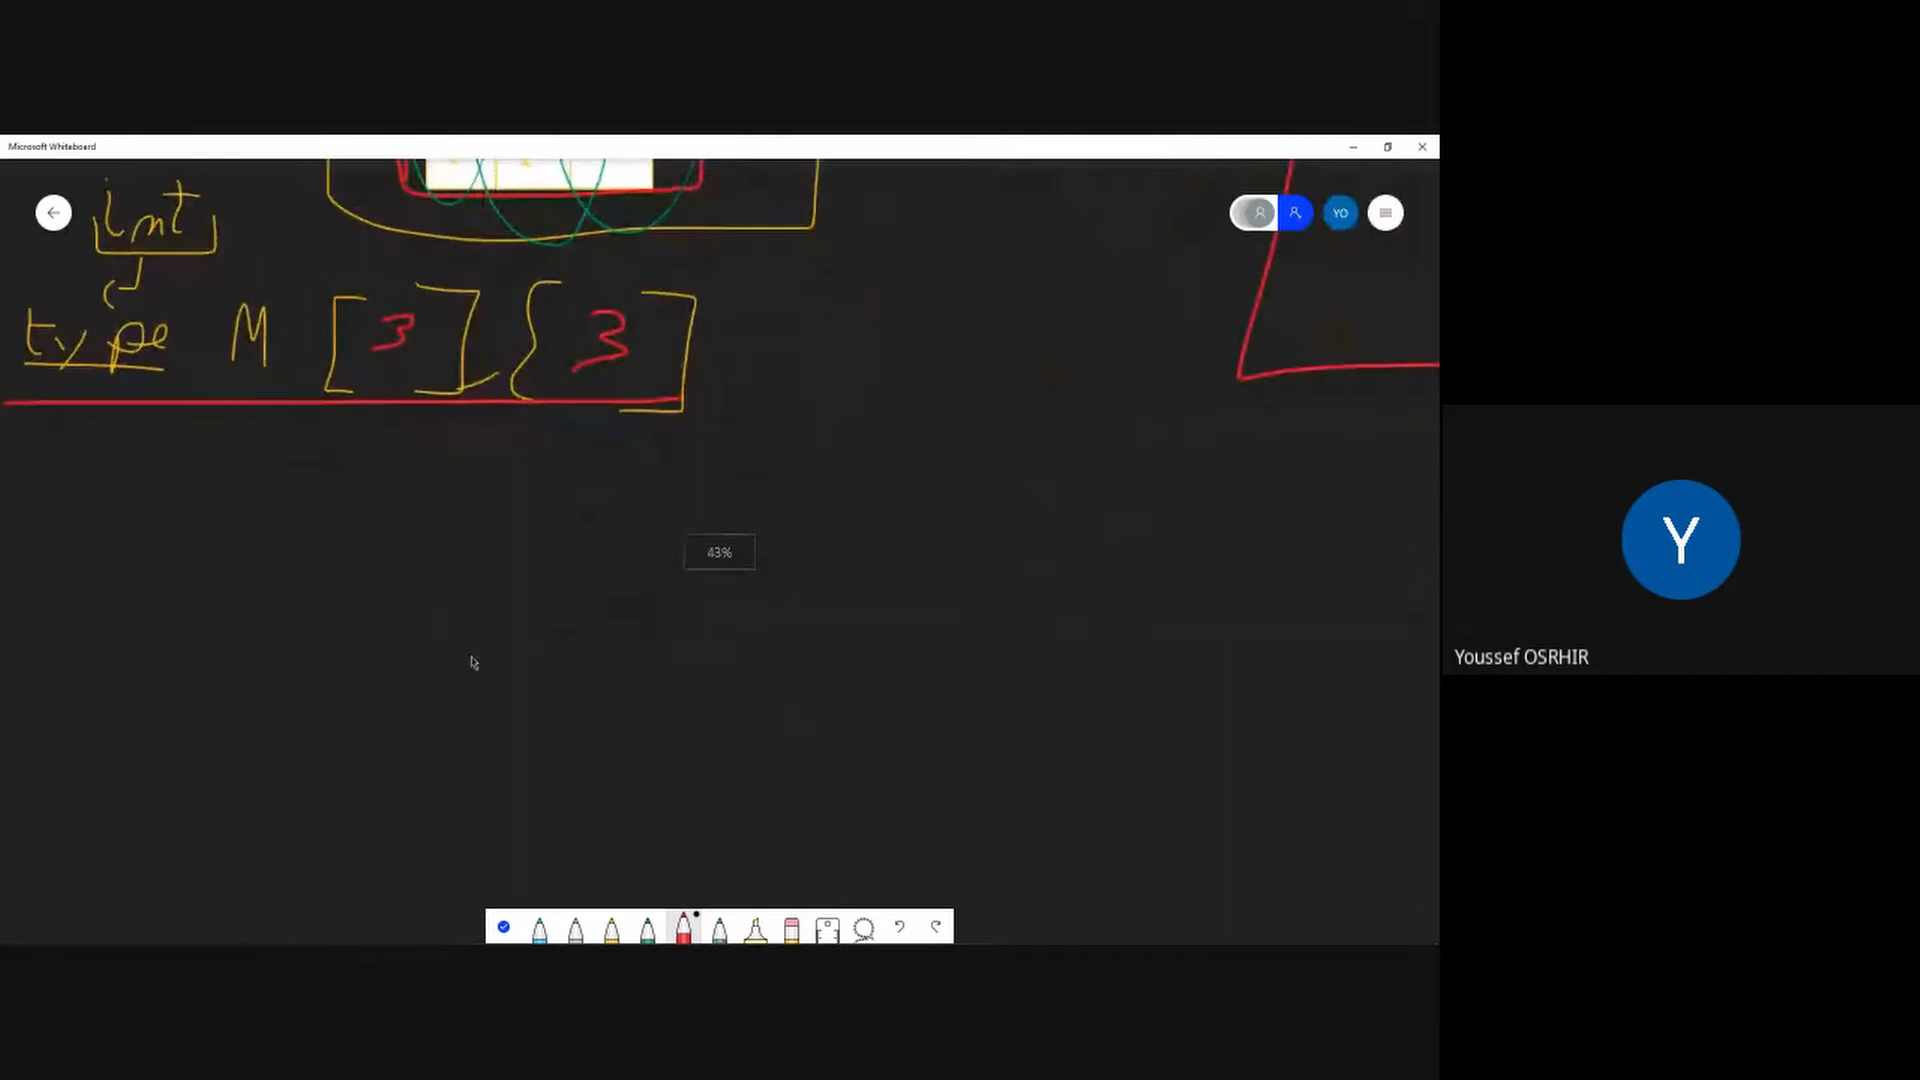 Microsoft Whiteboard
int
YO
type M [3] [3]
43%
Y
Youssef OSRHIR